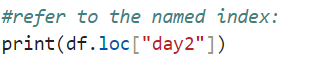 #refer to the named index:
print(df.loc["day2"])